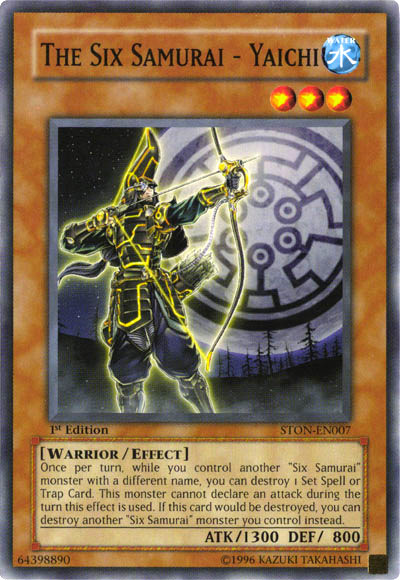 THE SIX SAMURAI - YAICHI
WATER
水
1st Edition
STON-EN007
[WARRIOR / EFFECT]
Once per turn, while you control another "Six Samurai"
monster with a different name, you can destroy 1 Set Spell or
Trap Card. This monster cannot declare an attack during the
turn this effect is used. If this card would be destroyed, you can
destroy another "Six Samurai" monster you control instead.
ATK/1300 DEF/ 800
64398890
©1996 KAZUKI TAKAHASHI